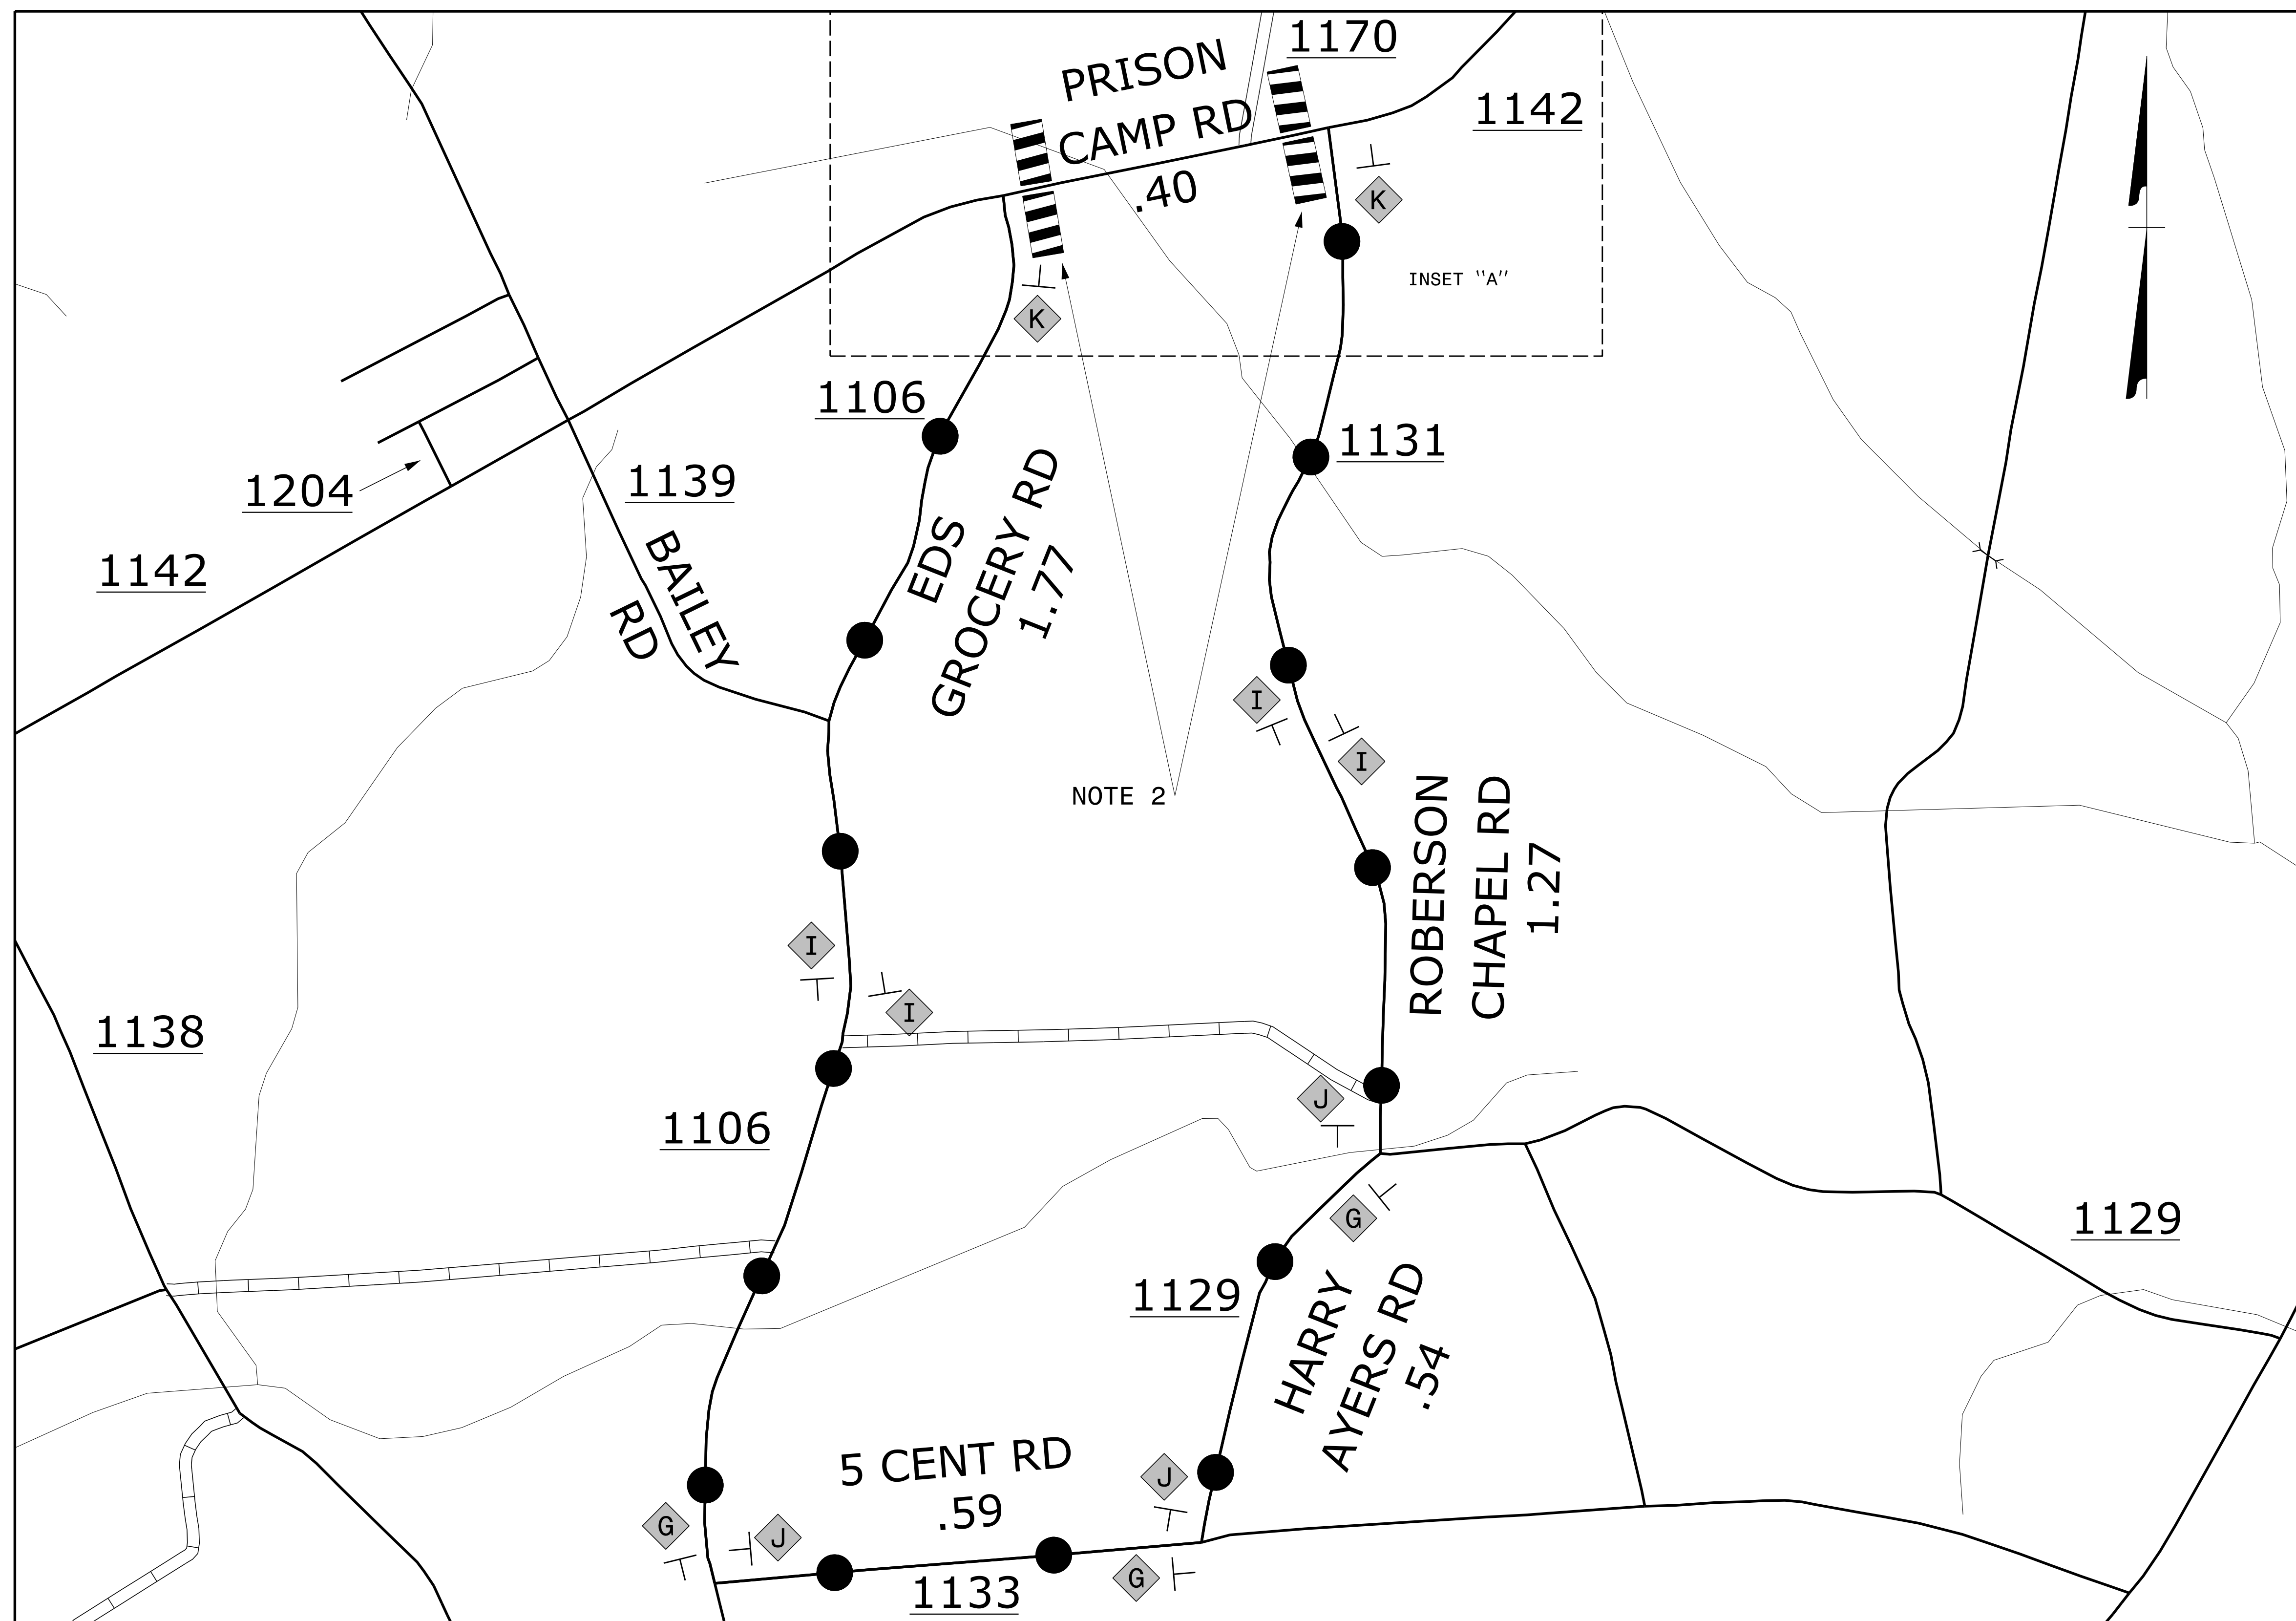 1170
PRISON
CAMP RD
.40
1142
K
K
INSET "A"
1106
1131
1204
1139
1142
BAILEY
RD
EDS
GROCERY RD
1.77
I
I
NOTE 2
ROBERSON
CHAPEL RD
1.27
I
I
1138
J
1106
G
1129
1129
HARRY
AYERS RD
.54
5 CENT RD
.59
J
G
J
G
1133